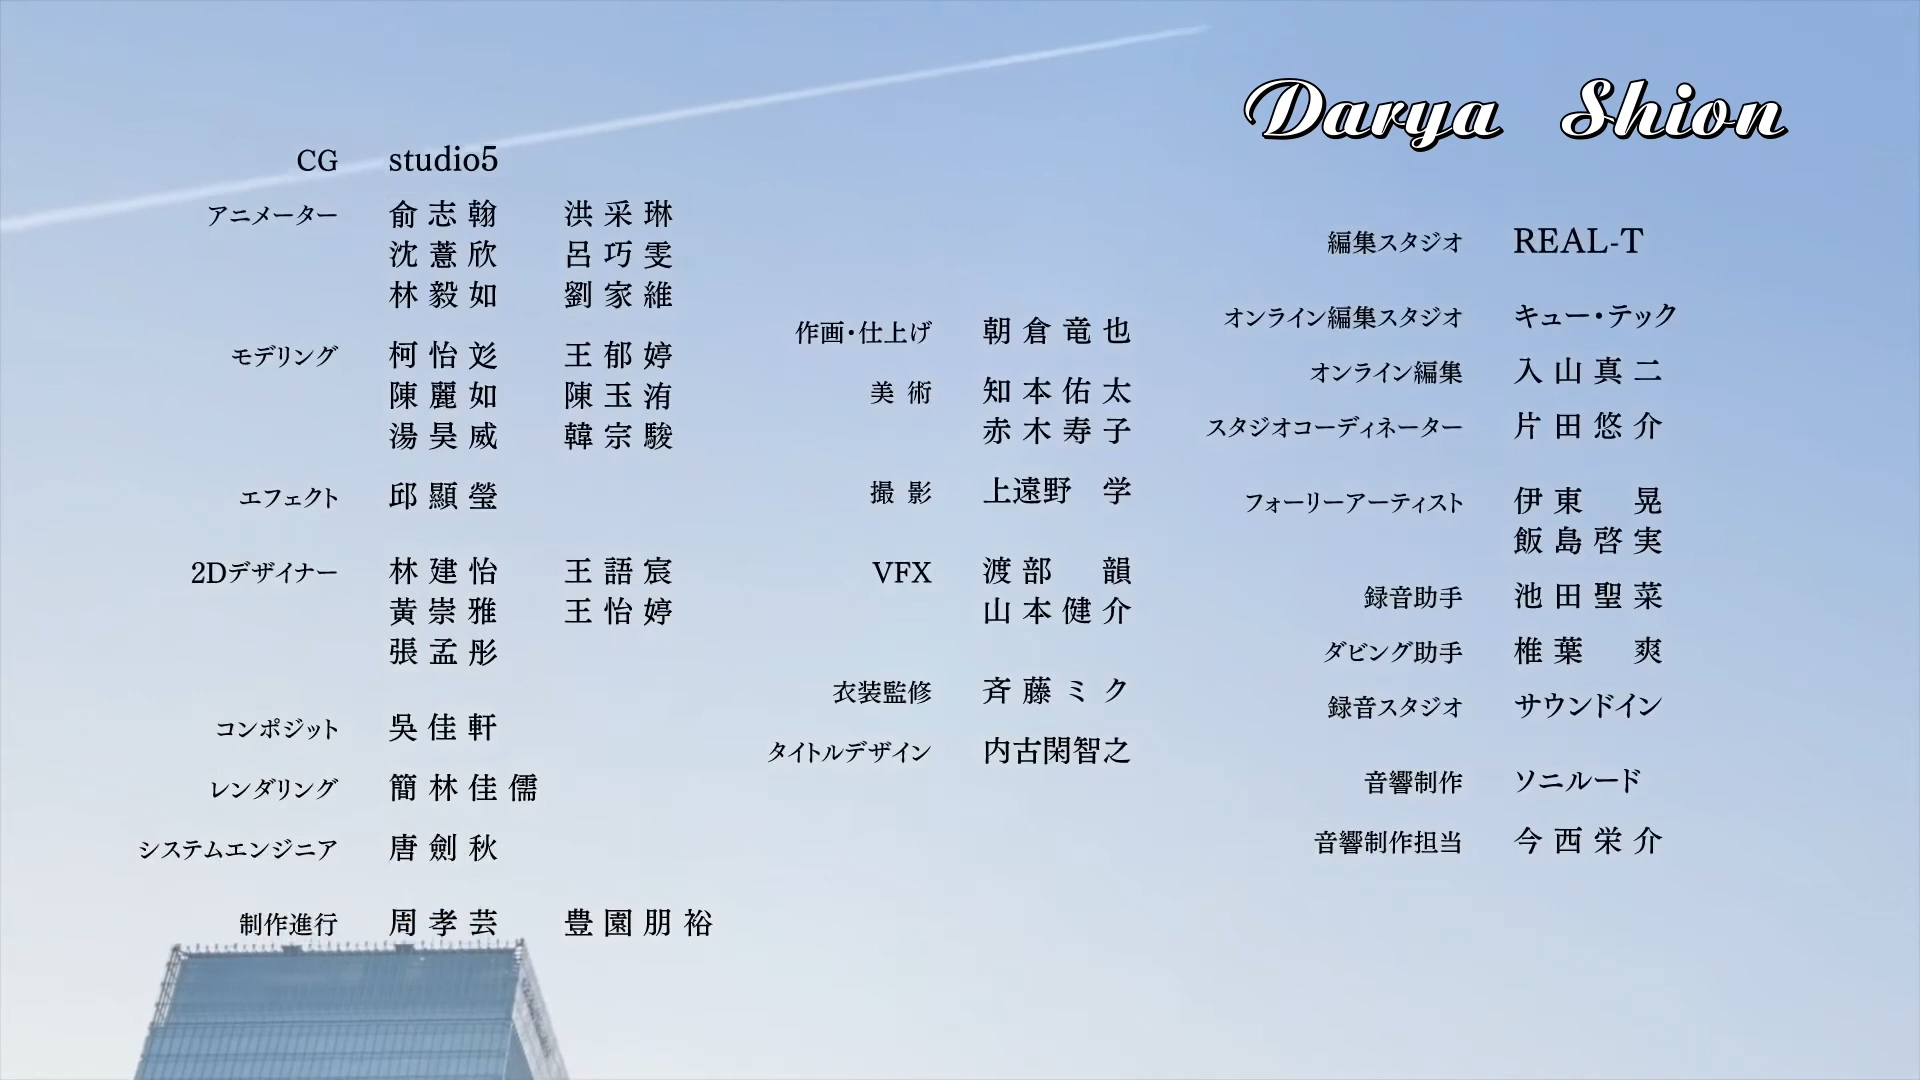 Darya Shion
CG studio5
アニメーター 俞志翰 洪采琳
沈薏欣 呂巧雯
林毅如 劉家維
モデリング 柯怡彣 王郁婷
陳麗如 陳玉洧
湯昊威 韓宗駿
エフェクト 邱顯瑩
2Dデザイナー 林建怡 王語宸
黃崇雅 王怡婷
張孟彤
コンポジット 吳佳軒
レンダリング 簡林佳儒
システムエンジニア 唐劍秋
制作進行 周孝芸 豊園朋裕
作画・仕上げ 朝倉竜也
美術 知本佑太
赤木寿子
撮影 上遠野 学
VFX 渡部 韻
山本健介
衣装監修 斉藤ミク
タイトルデザイン 内古閑智之
編集スタジオ REAL-T
オンライン編集スタジオ キュー・テック
オンライン編集 入山真二
スタジオコーディネーター 片田悠介
フォーリーアーティスト 伊東 晃
飯島啓実
録音助手 池田聖菜
ダビング助手 椎葉 爽
録音スタジオ サウンドイン
音響制作 ソニルード
音響制作担当 今西栄介